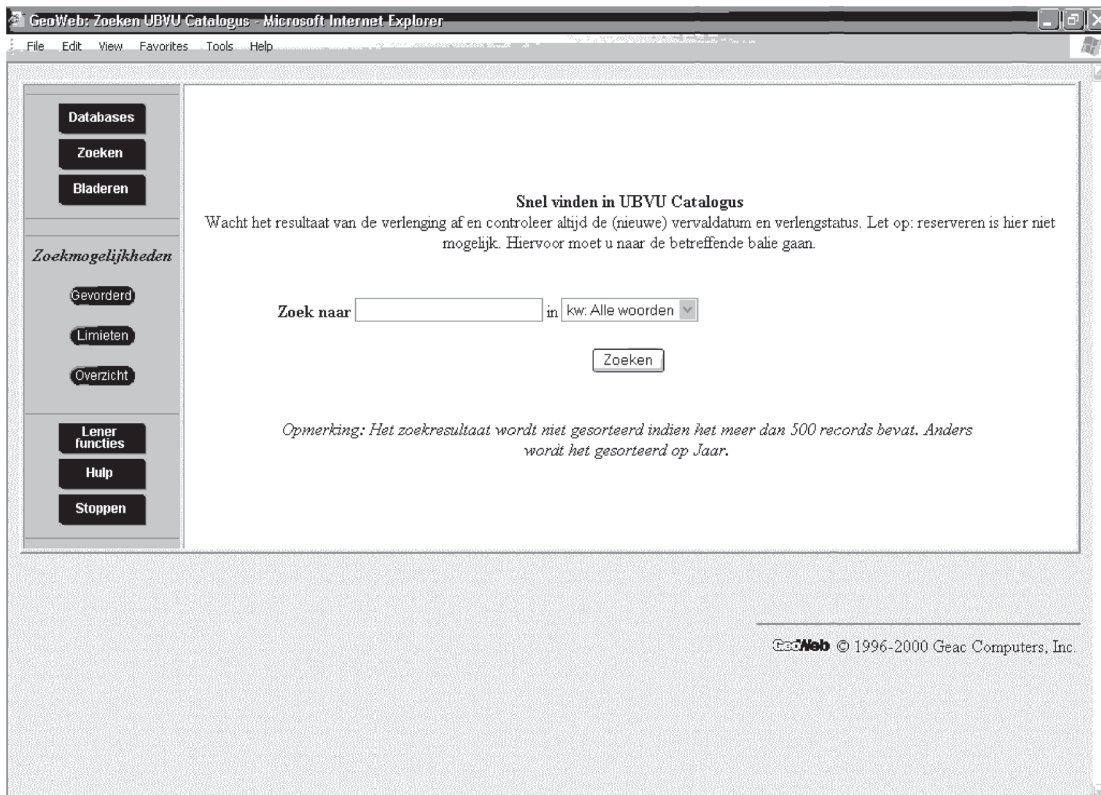 GeoWeb: Zoeken UBVU Catalogus - Microsoft Internet Explorer
File Edit View Favorites Tools Help
Databases
Zoeken
Bladeren
Zoekmogelijkheden
Gevorderd
Limieten
Overzicht
Lener
functies
Hulp
Stoppen
Snel vinden in UBVU Catalogus
Wacht het resultaat van de verlenging af en controleer altijd de (nieuwe) vervaldatum en verlengstatus. Let op: reserveren is hier niet
mogelijk. Hiervoor moet u naar de betreffende balie gaan.
Zoek naar in kw: Alle woorden
Zoeken
Opmerking: Het zoekresultaat wordt niet gesorteerd indien het meer dan 500 records bevat. Anders
wordt het gesorteerd op Jaar.
GeoWeb © 1996-2000 Geac Computers, Inc.